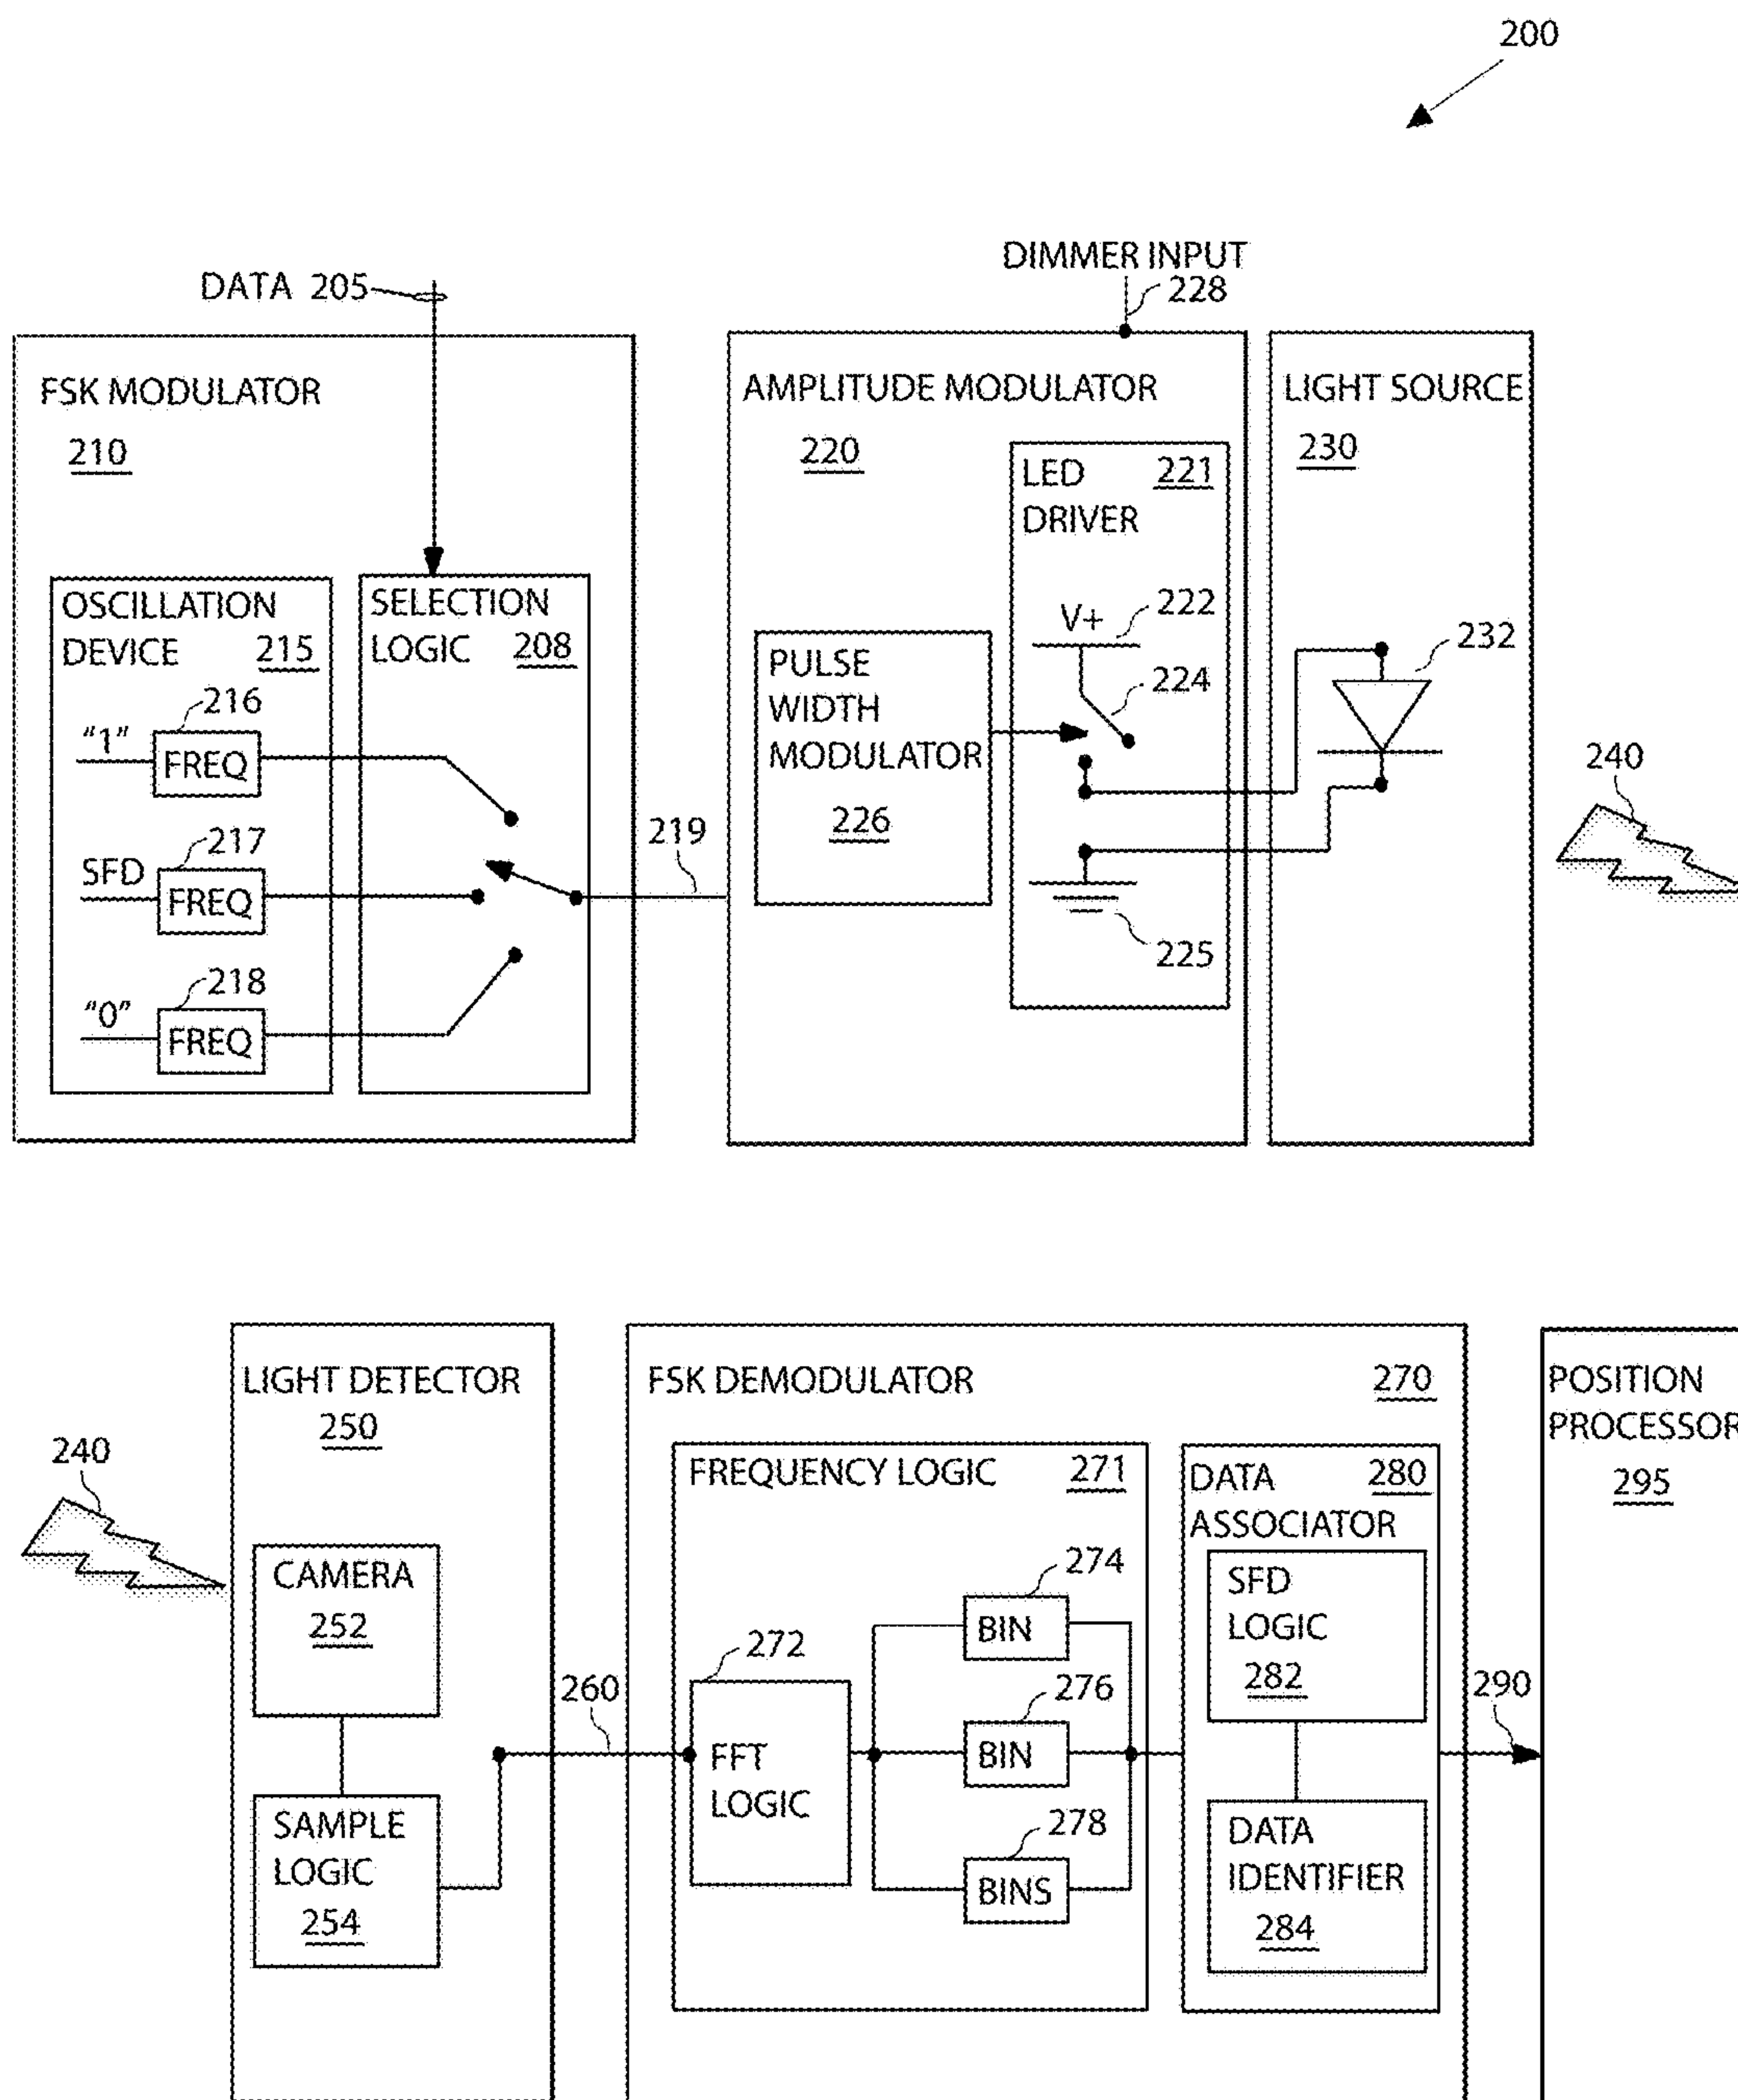 200
DATA 205
DIMMER INPUT
228
FSK MODULATOR
210
OSCILLATION
DEVICE 215
216
"1" FREQ
217
SFD FREQ
218
"0" FREQ
SELECTION
LOGIC 208
219
AMPLITUDE MODULATOR
220
PULSE
WIDTH
MODULATOR
226
LED 221
DRIVER
V+ 222
224
225
LIGHT SOURCE
230
232
240
240
LIGHT DETECTOR
250
CAMERA
252
SAMPLE
LOGIC
254
260
FSK DEMODULATOR 270
FREQUENCY LOGIC 271
272
FFT
LOGIC
274
BIN
276
BIN
278
BINS
DATA 280
ASSOCIATOR
SFD
LOGIC
282
DATA
IDENTIFIER
284
290
POSITION
PROCESSOR
295